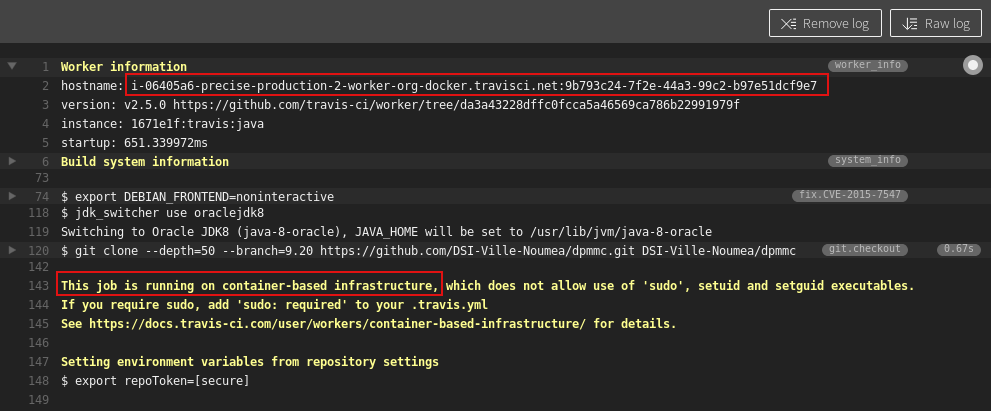 Remove log Raw log
1 Worker information worker_info
2 hostname: i-06405a6-precise-production-2-worker-org-docker.travisci.net:9b793c24-7f2e-44a3-99c2-b97e51dcf9e7
3 version: v2.5.0 https://github.com/travis-ci/worker/tree/da3a43228dffc0fcca5a46569ca786b22991979f
4 instance: 1671e1f:travis:java
5 startup: 651.339972ms
6 Build system information system_info
73
74 $ export DEBIAN_FRONTEND=noninteractive fix.CVE-2015-7547
118 $ jdk_switcher use oraclejdk8
119 Switching to Oracle JDK8 (java-8-oracle), JAVA_HOME will be set to /usr/lib/jvm/java-8-oracle
120 $ git clone --depth=50 --branch=9.20 https://github.com/DSI-Ville-Noumea/dpmmc.git DSI-Ville-Noumea/dpmmc git.checkout 0.67s
142
143 This job is running on container-based infrastructure, which does not allow use of 'sudo', setuid and setguid executables.
144 If you require sudo, add 'sudo: required' to your .travis.yml
145 See https://docs.travis-ci.com/user/workers/container-based-infrastructure/ for details.
146
147 Setting environment variables from repository settings
148 $ export repoToken=[secure]
149